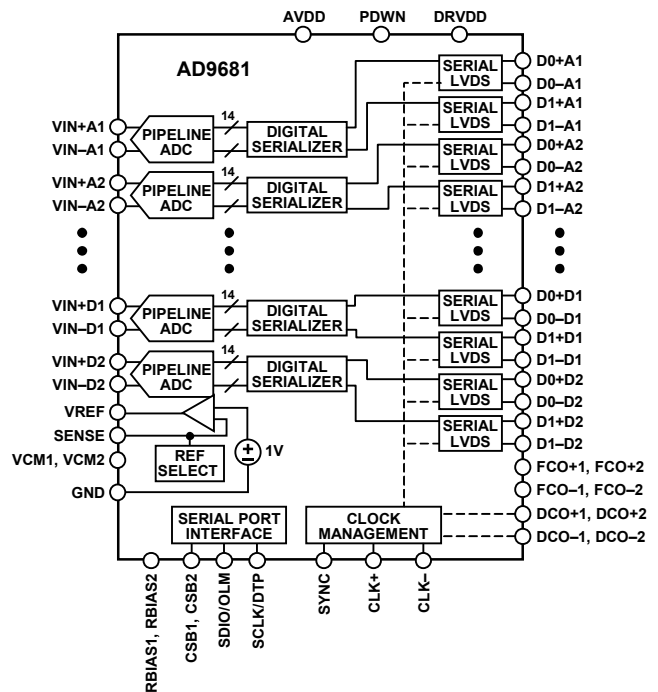 AVDD PDWN DRVDD
AD9681
SERIAL LVDS
D0+A1
D0–A1
SERIAL LVDS
D1+A1
D1–A1
VIN+A1
VIN–A1
PIPELINE ADC
14
DIGITAL SERIALIZER
SERIAL LVDS
D0+A2
D0–A2
VIN+A2
VIN–A2
PIPELINE ADC
14
DIGITAL SERIALIZER
SERIAL LVDS
D1+A2
D1–A2
VIN+D1
VIN–D1
PIPELINE ADC
14
DIGITAL SERIALIZER
SERIAL LVDS
D0+D1
D0–D1
SERIAL LVDS
D1+D1
D1–D1
VIN+D2
VIN–D2
PIPELINE ADC
14
DIGITAL SERIALIZER
SERIAL LVDS
D0+D2
D0–D2
SERIAL LVDS
D1+D2
D1–D2
VREF
SENSE
REF SELECT
1V
VCM1, VCM2
GND
FCO+1, FCO+2
FCO–1, FCO–2
DCO+1, DCO+2
DCO–1, DCO–2
SERIAL PORT INTERFACE
CLOCK MANAGEMENT
RBIAS1, RBIAS2
CSB1, CSB2
SDIO/OLM
SCLK/DTP
SYNC
CLK+
CLK–